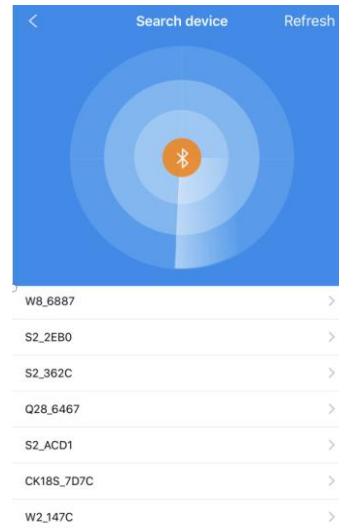 Search device Refresh
W8_6887
S2_2EB0
S2_362C
Q28_6467
S2_ACD1
CK18S_7D7C
W2_147C